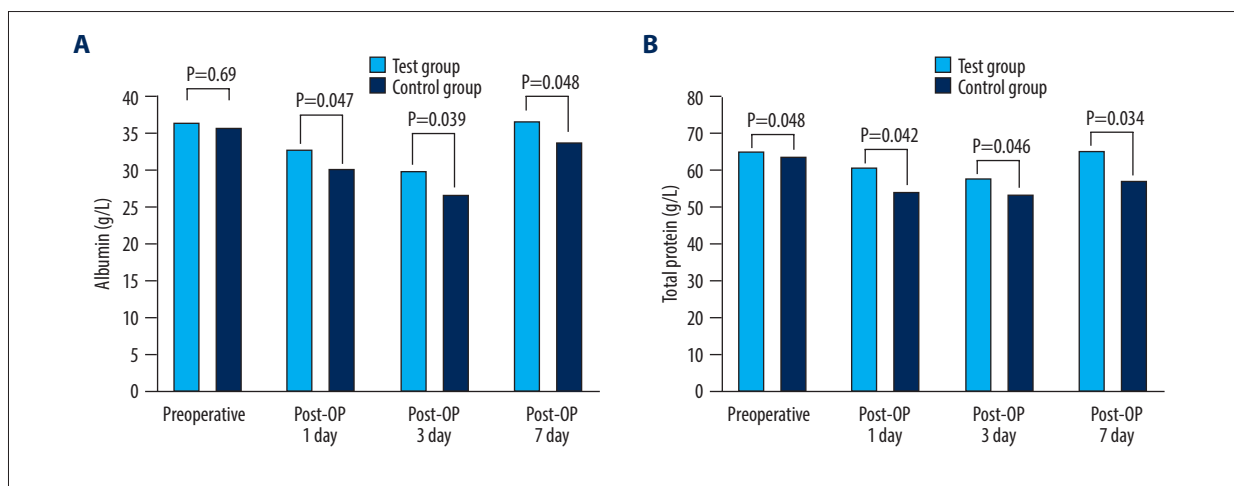 A
Test group
Control group
P=0.69
P=0.047
P=0.039
P=0.048
Albumin (g/L)
40
35
30
25
20
15
10
5
0
Preoperative
Post-OP
1 day
Post-OP
3 day
Post-OP
7 day
B
Test group
Control group
P=0.048
P=0.042
P=0.046
P=0.034
Total protein (g/L)
80
70
60
50
40
30
20
10
0
Preoperative
Post-OP
1 day
Post-OP
3 day
Post-OP
7 day